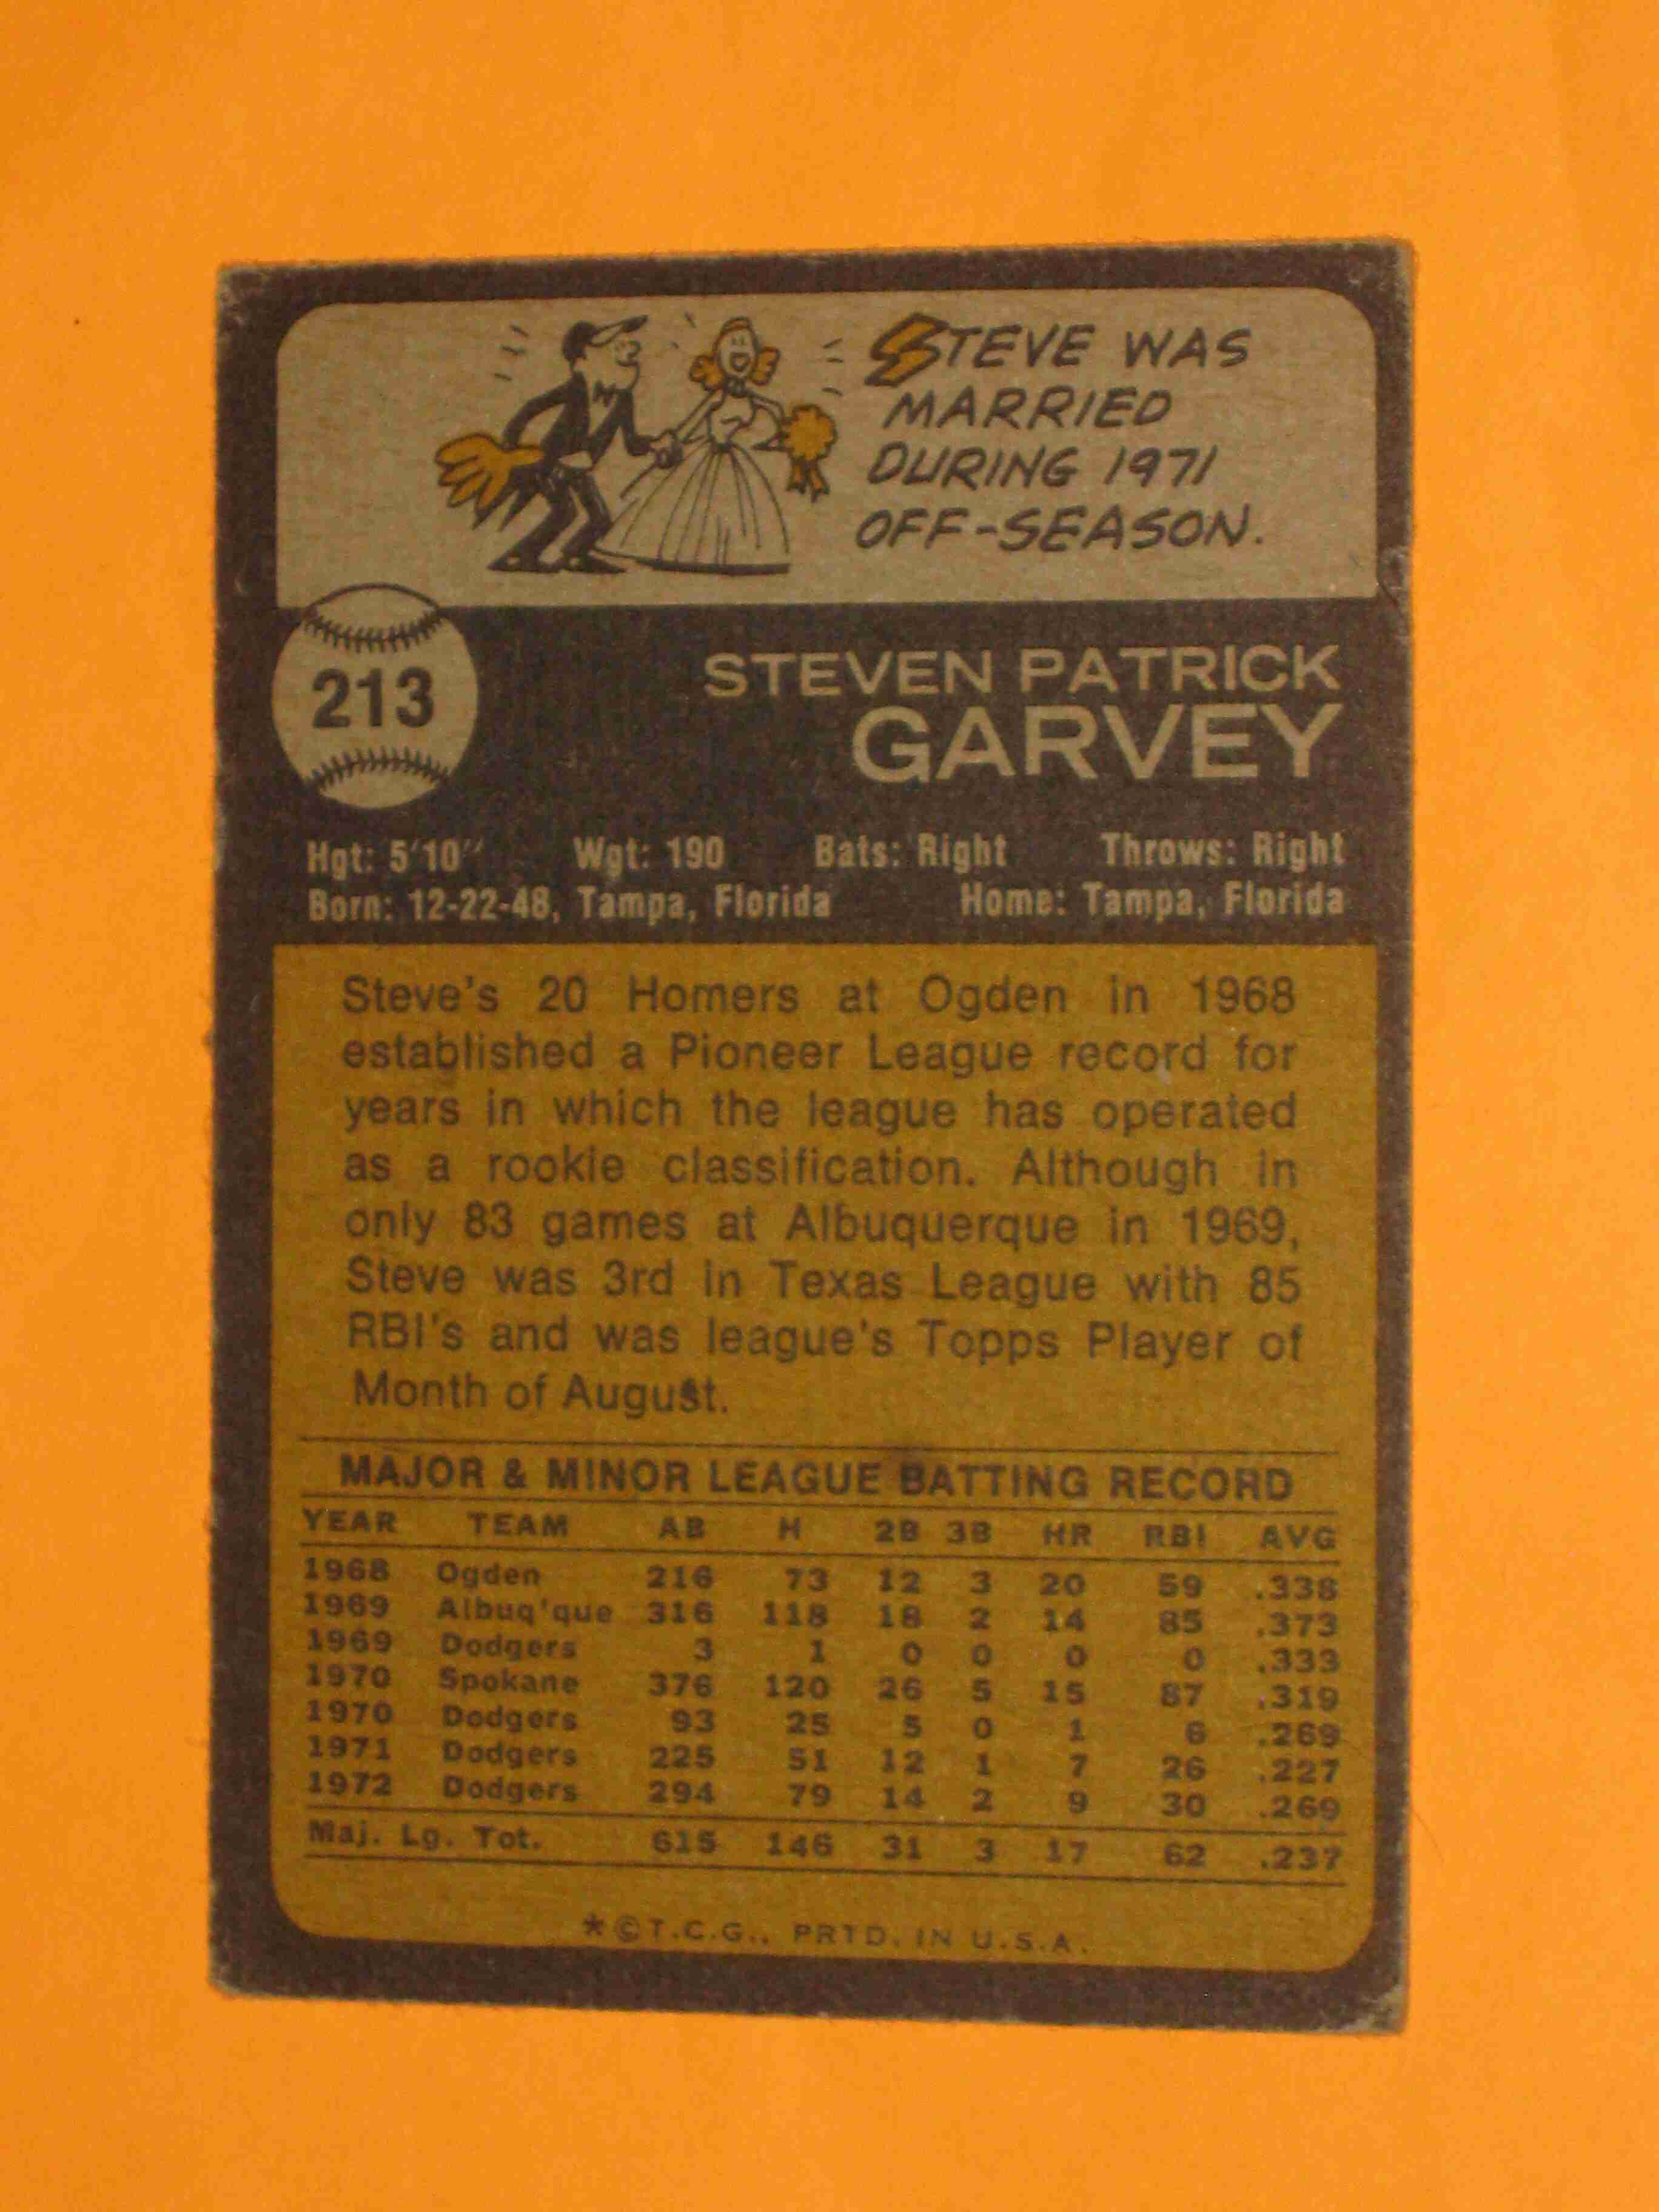 STEVE WAS
MARRIED
DURING 1971
OFF-SEASON.
213
STEVEN PATRICK
GARVEY
Hgt: 5'10" Wgt: 190 Bats: Right Throws: Right
Born: 12-22-48, Tampa, Florida Home: Tampa, Florida
Steve's 20 Homers at Ogden in 1968
established a Pioneer League record for
years in which the league has operated
as a rookie classification. Although in
only 83 games at Albuquerque in 1969,
Steve was 3rd in Texas League with 85
RBI's and was league's Topps Player of
Month of August.
MAJOR & MINOR LEAGUE BATTING RECORD
YEAR TEAM AB H 2B 3B HR RBI AVG
1968 Ogden 216 73 12 3 20 59 .338
1969 Albuq'que 316 118 18 2 14 85 .373
1969 Dodgers 3 1 0 0 0 0 .333
1970 Spokane 376 120 26 5 15 87 .319
1970 Dodgers 93 25 5 0 1 6 .269
1971 Dodgers 225 51 12 1 7 26 .227
1972 Dodgers 294 79 14 2 9 30 .269
Maj. Lg. Tot. 615 146 31 3 17 62 .237
*©T.C.G., PRTD. IN U.S.A.